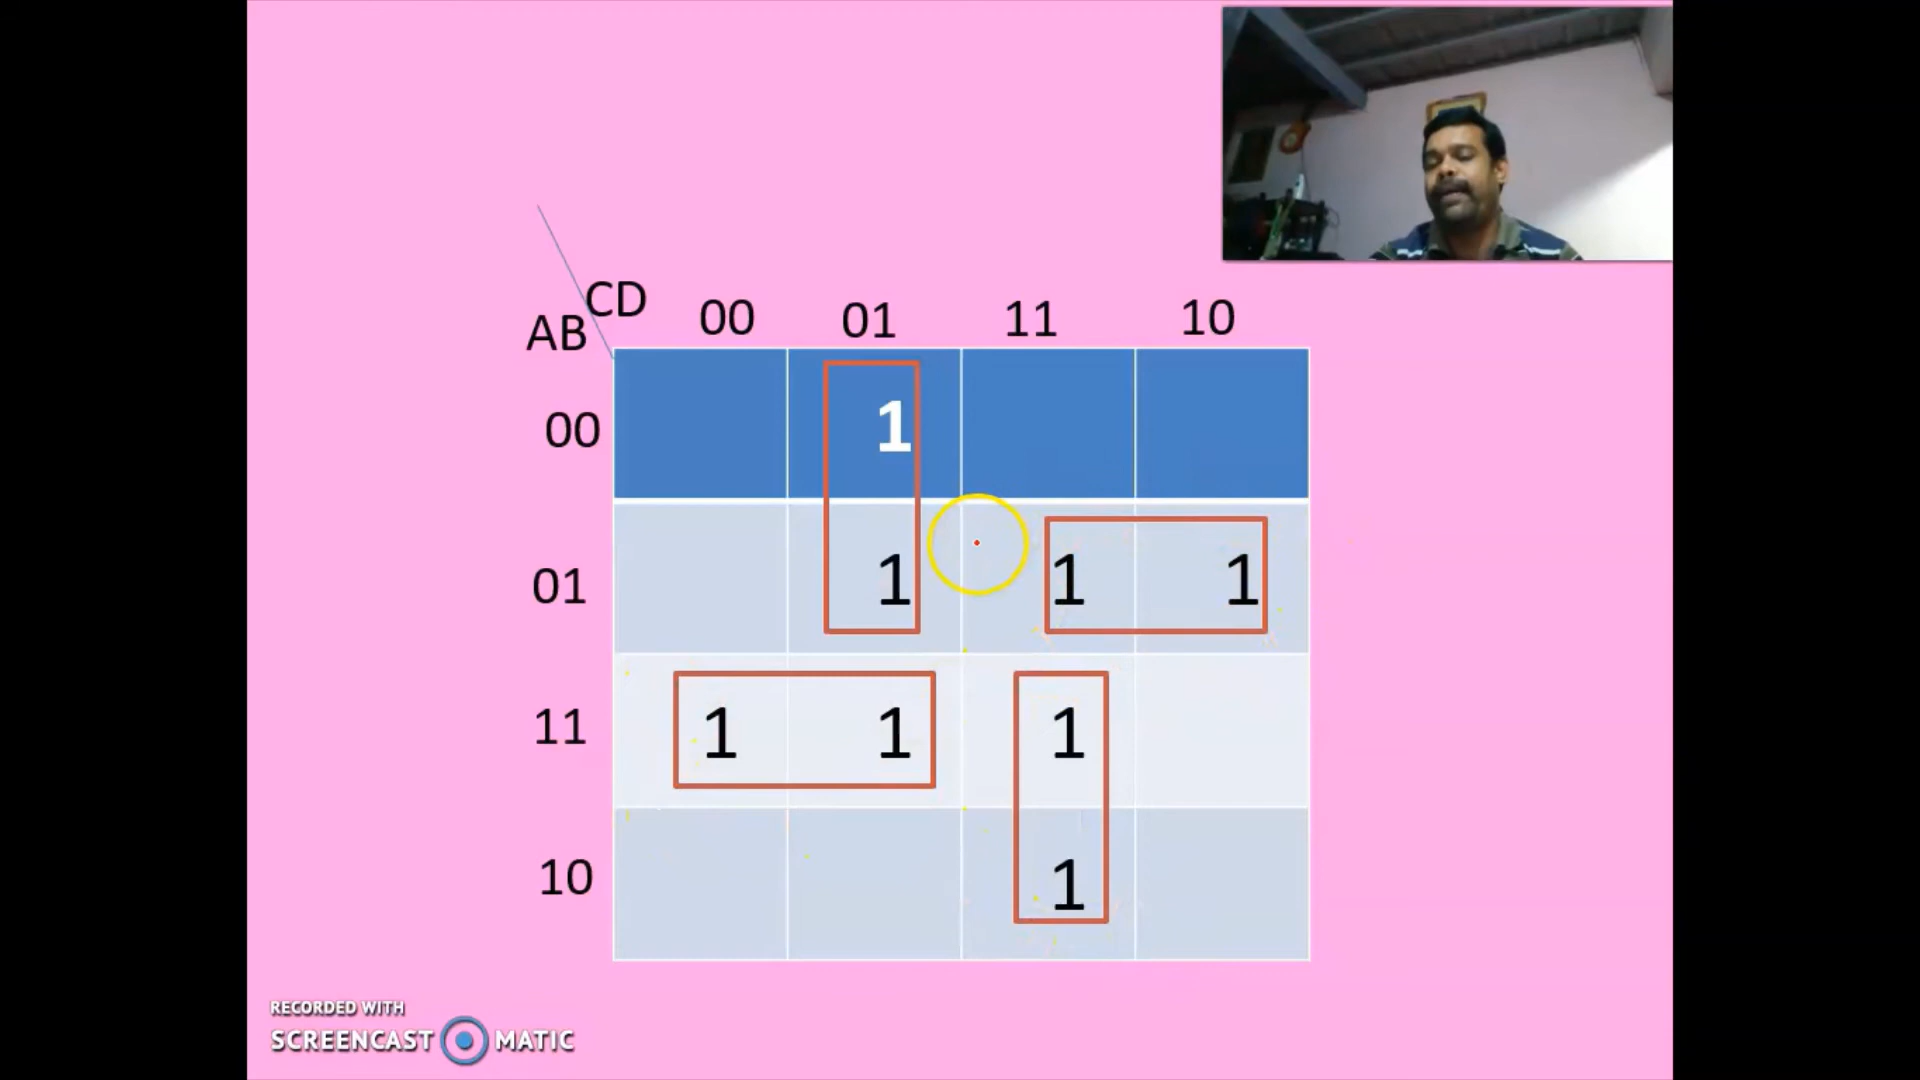 CD
AB
00 01 11 10
00 1
01 1 1 1
11 1 1 1
10 1
RECORDED WITH
SCREENCAST MATIC